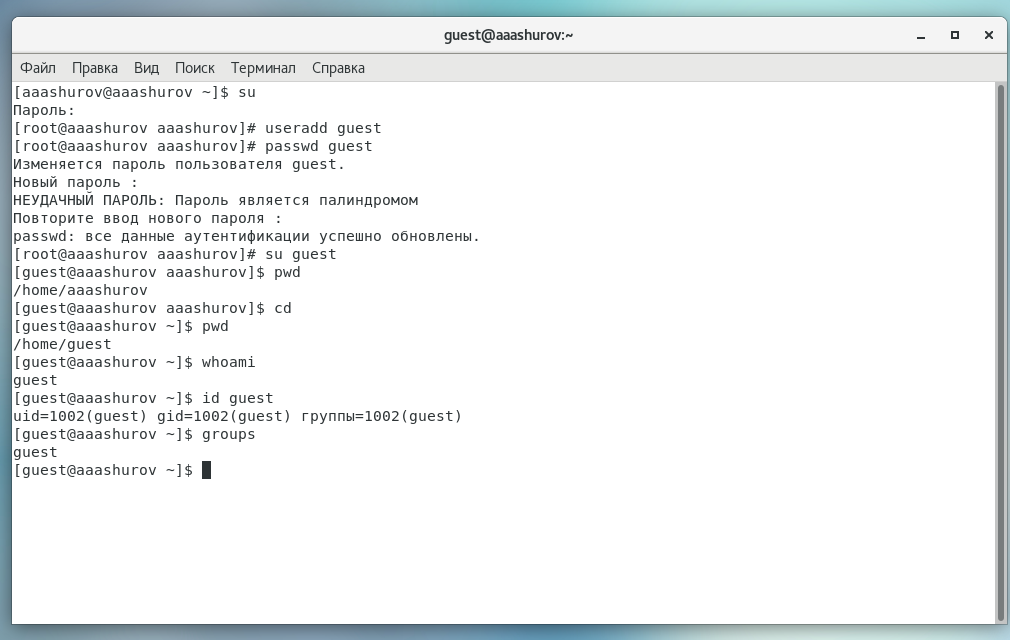 guest@aaashurov:~
Файл Правка Вид Поиск Терминал Справка
[aaashurov@aaashurov ~]$ su
Пароль:
[root@aaashurov aaashurov]# useradd guest
[root@aaashurov aaashurov]# passwd guest
Изменяется пароль пользователя guest.
Новый пароль :
НЕУДАЧНЫЙ ПАРОЛЬ: Пароль является палиндромом
Повторите ввод нового пароля :
passwd: все данные аутентификации успешно обновлены.
[root@aaashurov aaashurov]# su guest
[guest@aaashurov aaashurov]$ pwd
/home/aaashurov
[guest@aaashurov aaashurov]$ cd
[guest@aaashurov ~]$ pwd
/home/guest
[guest@aaashurov ~]$ whoami
guest
[guest@aaashurov ~]$ id guest
uid=1002(guest) gid=1002(guest) группы=1002(guest)
[guest@aaashurov ~]$ groups
guest
[guest@aaashurov ~]$